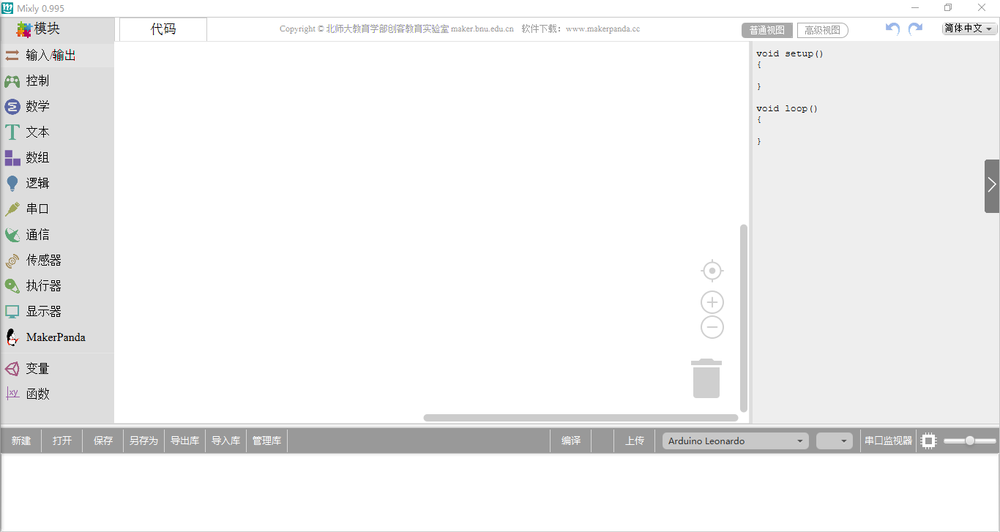 Mixly 0.995
模块
代码
Copyright © 北师大教育学部创客教育实验室 maker.bnu.edu.cn 软件下载：www.makerpanda.cc
普通视图
高级视图
简体中文
输入/输出
控制
数学
文本
数组
逻辑
串口
通信
传感器
执行器
显示器
MakerPanda
变量
xy
函数
void setup()
{
}
void loop()
{
}
新建
打开
保存
另存为
导出库
导入库
管理库
编译
上传
Arduino Leonardo
串口监视器